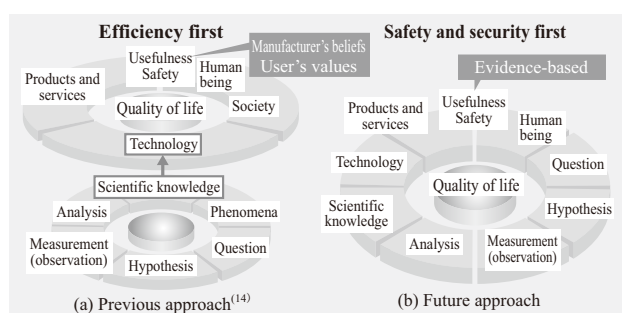 Efficiency first
Manufacturer's beliefs
User's values
Usefulness
Safety
Human
being
Products and
services
Quality of life
Society
Technology
Scientific knowledge
Analysis
Phenomena
Measurement
(observation)
Question
Hypothesis
(a) Previous approach(14)
Safety and security first
Evidence-based
Usefulness
Safety
Products and
services
Human
being
Technology
Question
Quality of life
Scientific
knowledge
Hypothesis
Analysis
Measurement
(observation)
(b) Future approach